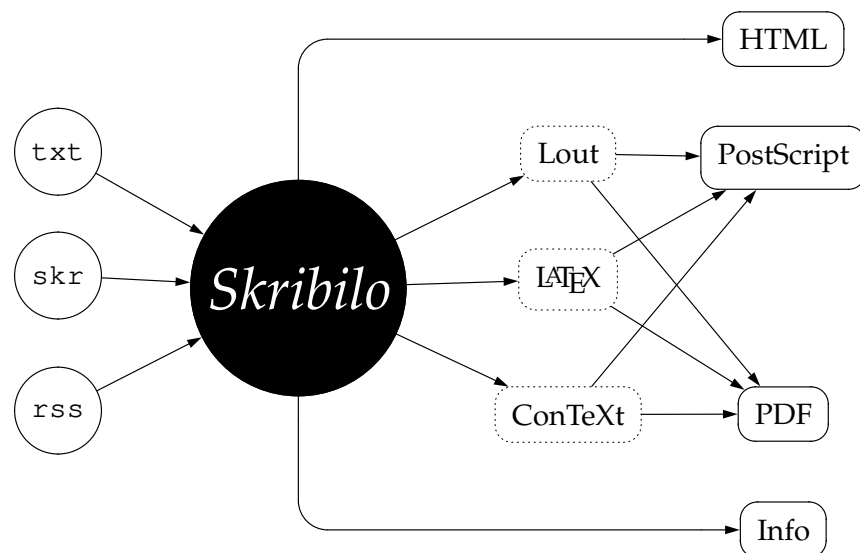 HTML
txt
Lout
PostScript
skr
Skribilo
LATEX
rss
ConTeXt
PDF
Info